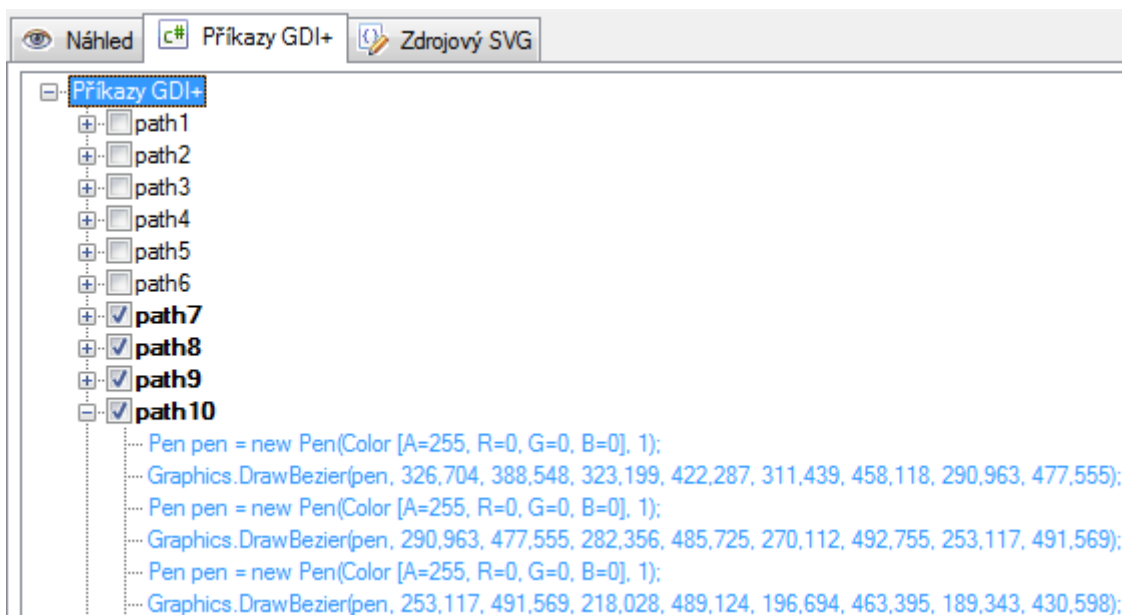 Náhled Příkazy GDI+ Zdrojový SVG
Příkazy GDI+
path1
path2
path3
path4
path5
path6
path7
path8
path9
path10
Pen pen = new Pen(Color [A=255, R=0, G=0, B=0], 1);
Graphics.DrawBezier(pen, 326,704, 388,548, 323,199, 422,287, 311,439, 458,118, 290,963, 477,555);
Pen pen = new Pen(Color [A=255, R=0, G=0, B=0], 1);
Graphics.DrawBezier(pen, 290,963, 477,555, 282,356, 485,725, 270,112, 492,755, 253,117, 491,569);
Pen pen = new Pen(Color [A=255, R=0, G=0, B=0], 1);
Graphics.DrawBezier(pen, 253,117, 491,569, 218,028, 489,124, 196,694, 463,395, 189,343, 430,598);